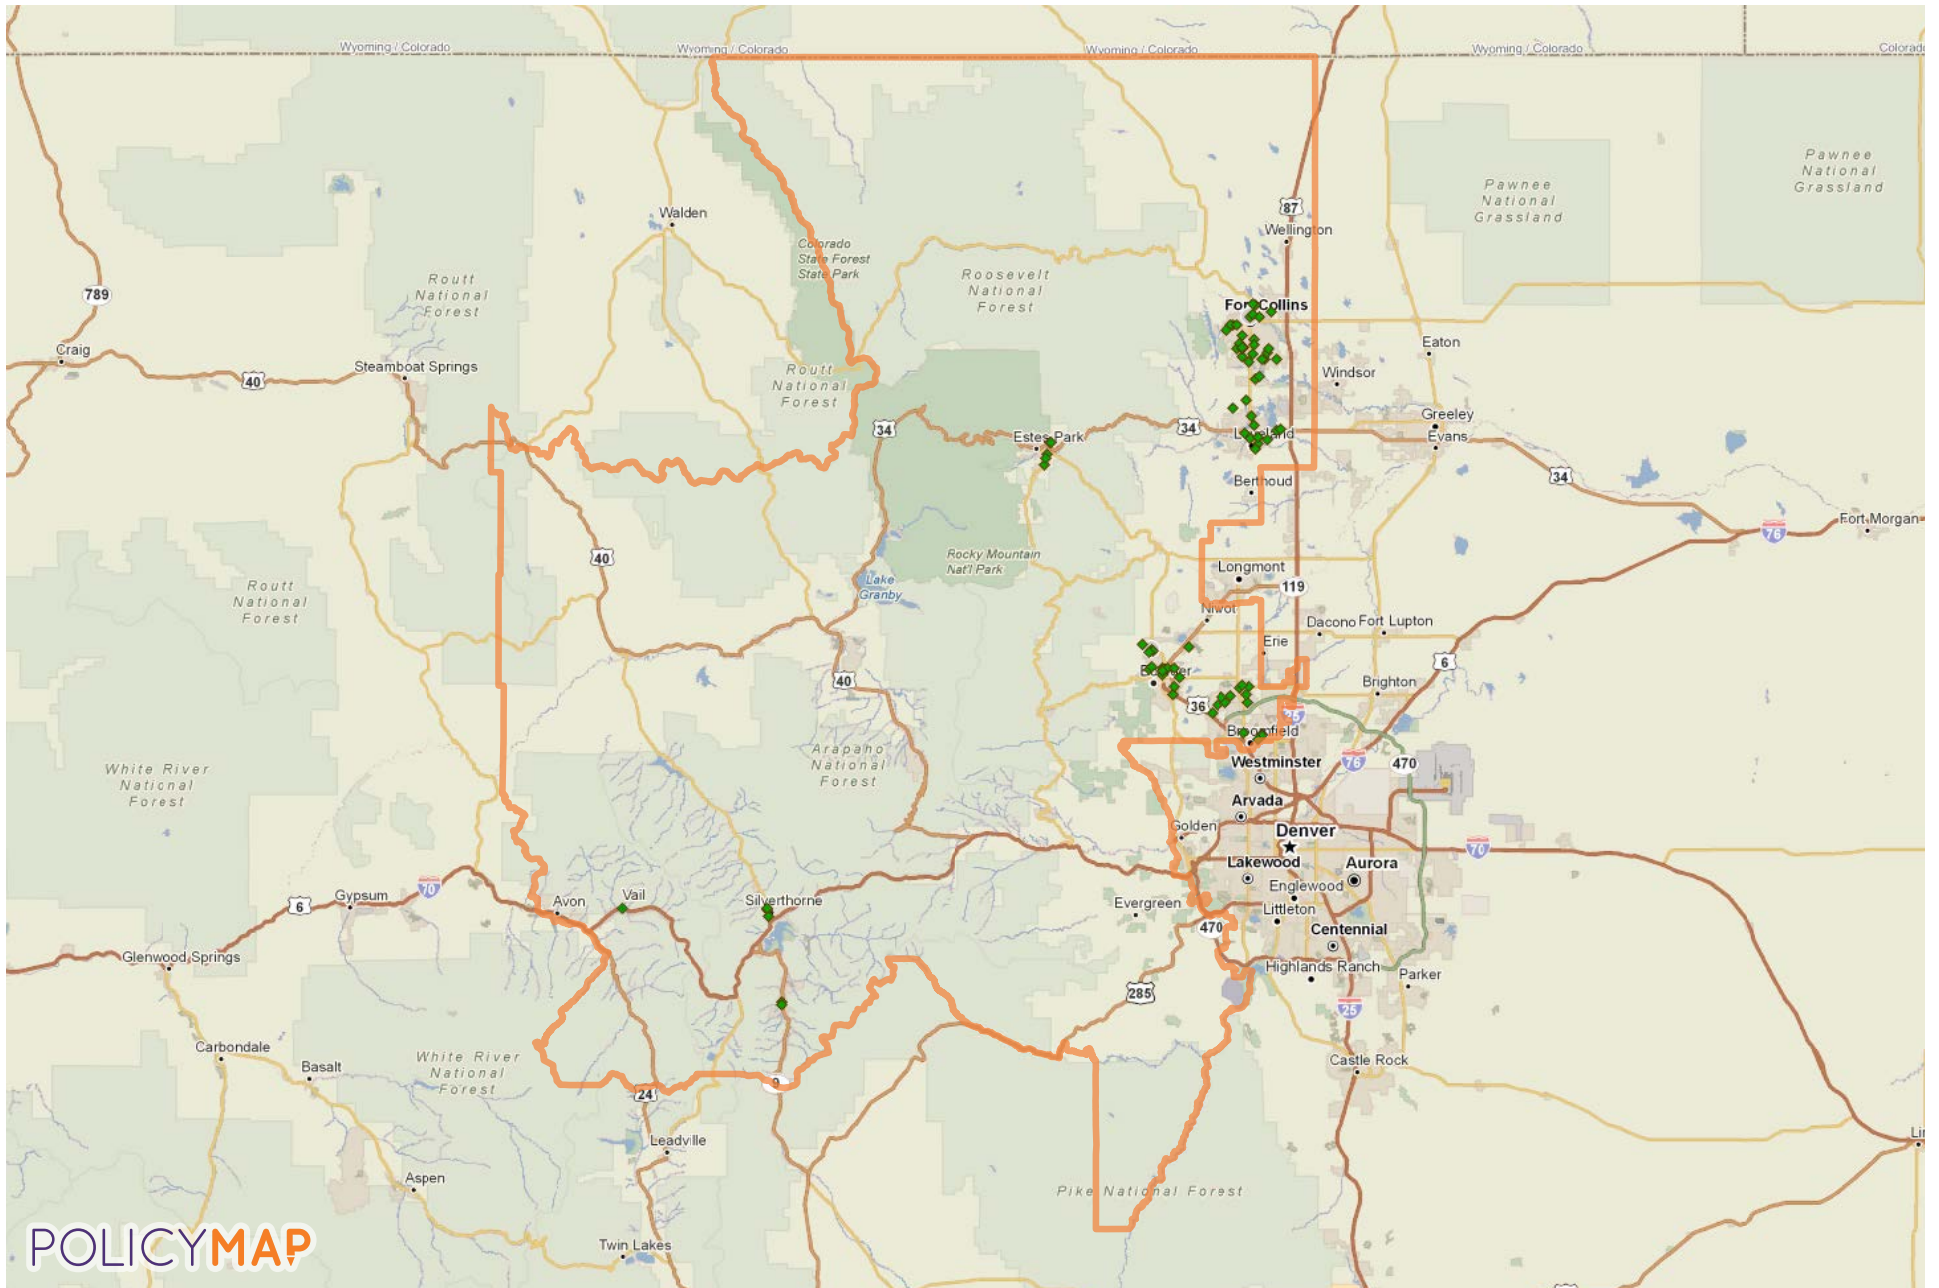 Wyoming / Colorado
Wyoming / Colorado
Wyoming / Colorado
Wyoming / Colorado
Colorad
Pawnee
National
Grassland
Pawnee
National
Grassland
87
Walden
Wellington
Colorado
State Forest
State Park
Routt
National
Forest
Roosevelt
National
Forest
789
Fort Collins
Craig
Steamboat Springs
40
Routt
National
Forest
Eaton
Windsor
Greeley
Evans
34
34
Estes Park
Loveland
34
Berthoud
Fort Morgan
76
40
Rocky Mountain
Nat'l Park
Lake
Granby
Longmont
119
Routt
National
Forest
Niwot
Dacono
Fort Lupton
Erie
6
Boulder
40
Brighton
36
25
Broomfield
Arapaho
National
Forest
White River
National
Forest
Westminster
76
470
Arvada
Golden
Denver
70
Lakewood
Aurora
Englewood
Littleton
Gypsum
70
6
Avon
Vail
Silverthorne
Evergreen
470
Centennial
Glenwood Springs
Highlands Ranch
Parker
285
25
Carbondale
Basalt
White River
National
Forest
Castle Rock
24
9
Leadville
Lin
Aspen
Pike National Forest
Twin Lakes
POLICYMAP